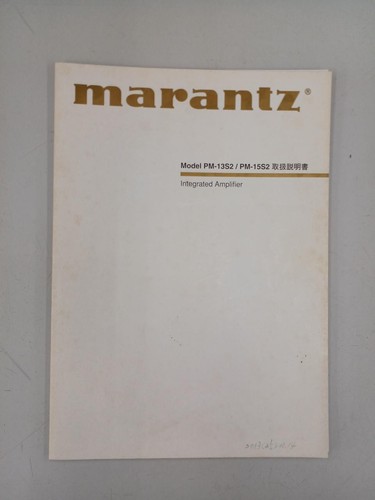 marantz®
Model PM-13S2 / PM-15S2 取扱説明書
Integrated Amplifier